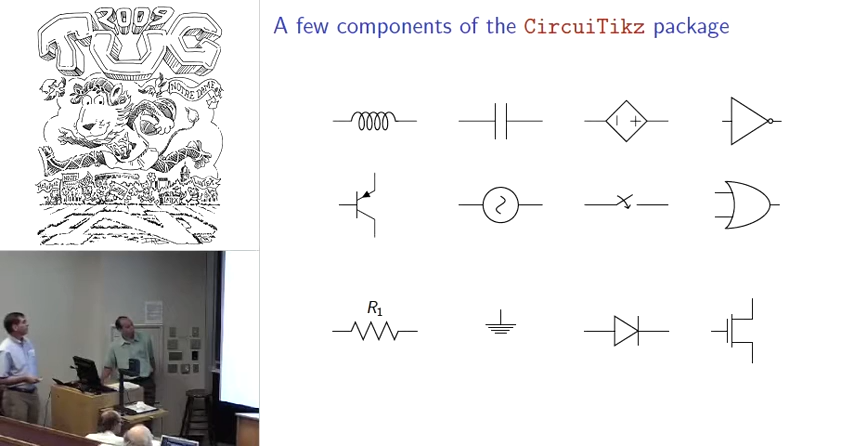 2009
TUG
NOTRE DAME
A few components of the CircuiTikz package
R1